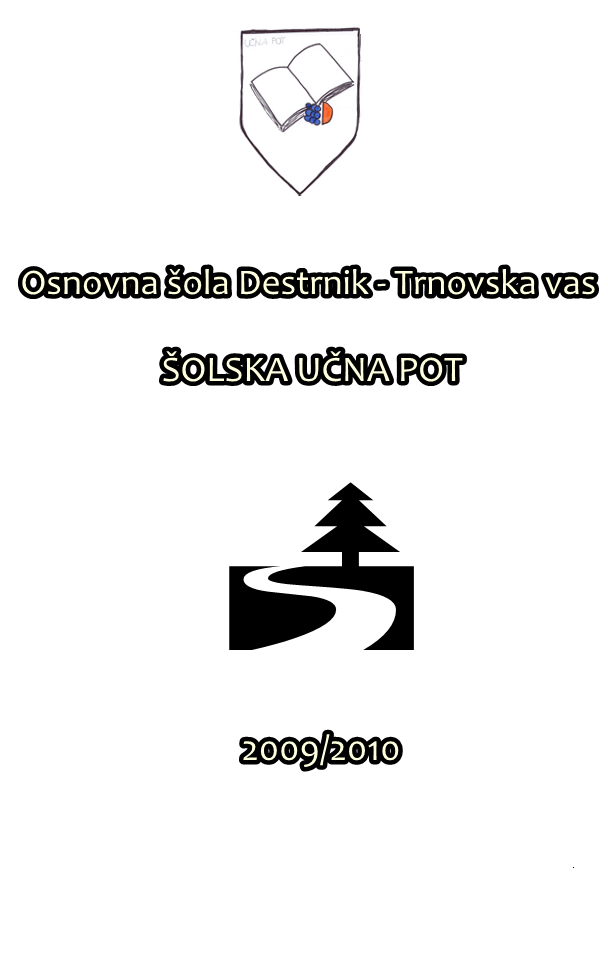 UČNA POT
Osnovna šola Destrnik - Trnovska vas
ŠOLSKA UČNA POT
2009/2010